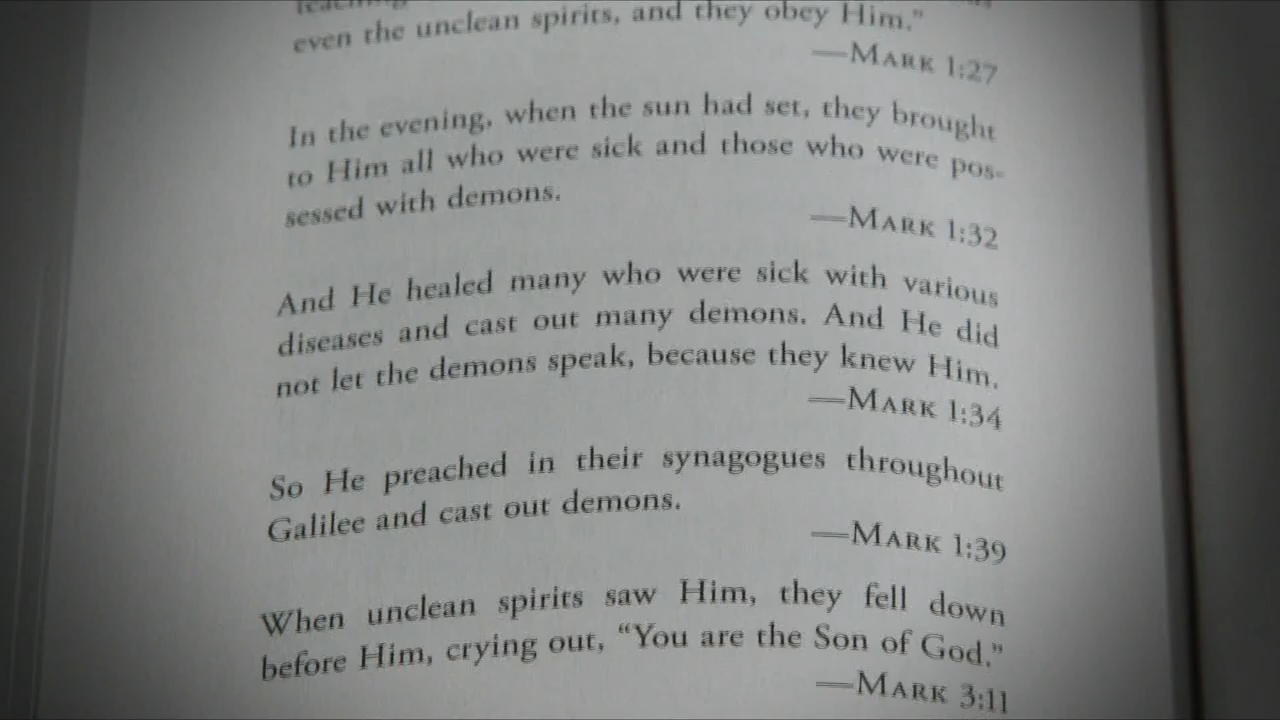 teaching
even the unclean spirits, and they obey Him."
—MARK 1:27
In the evening, when the sun had set, they brought
to Him all who were sick and those who were pos-
sessed with demons.
—MARK 1:32
And He healed many who were sick with various
diseases and cast out many demons. And He did
not let the demons speak, because they knew Him.
—MARK 1:34
So He preached in their synagogues throughout
Galilee and cast out demons.
—MARK 1:39
When unclean spirits saw Him, they fell down
before Him, crying out, “You are the Son of God.”
—MARK 3:11